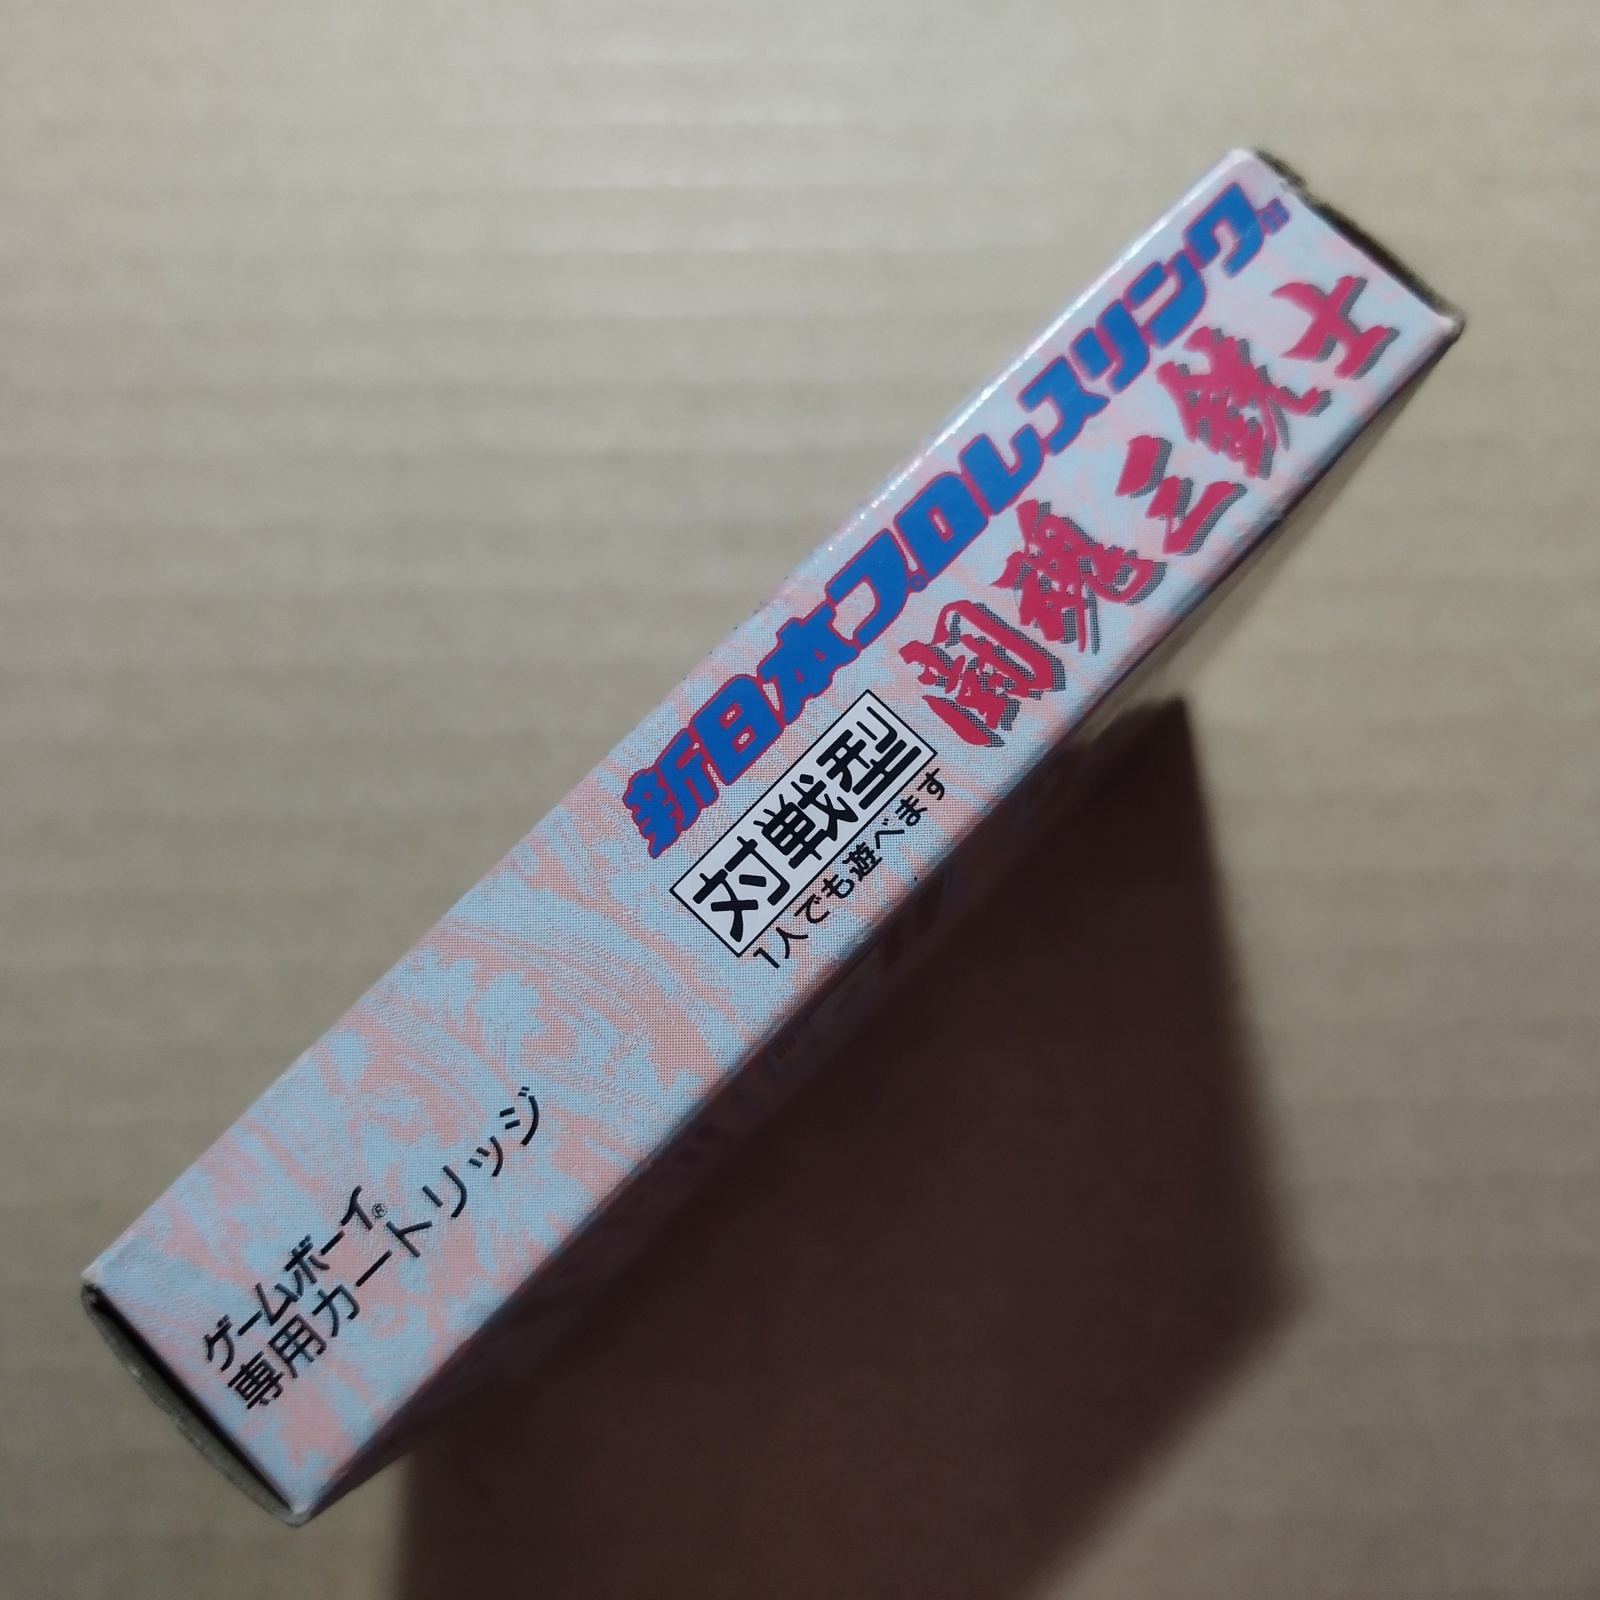 新日本プロレスリング
闘魂三銃士
対戦型
1人でも遊べます
ゲームボーイ®
専用カートリッジ